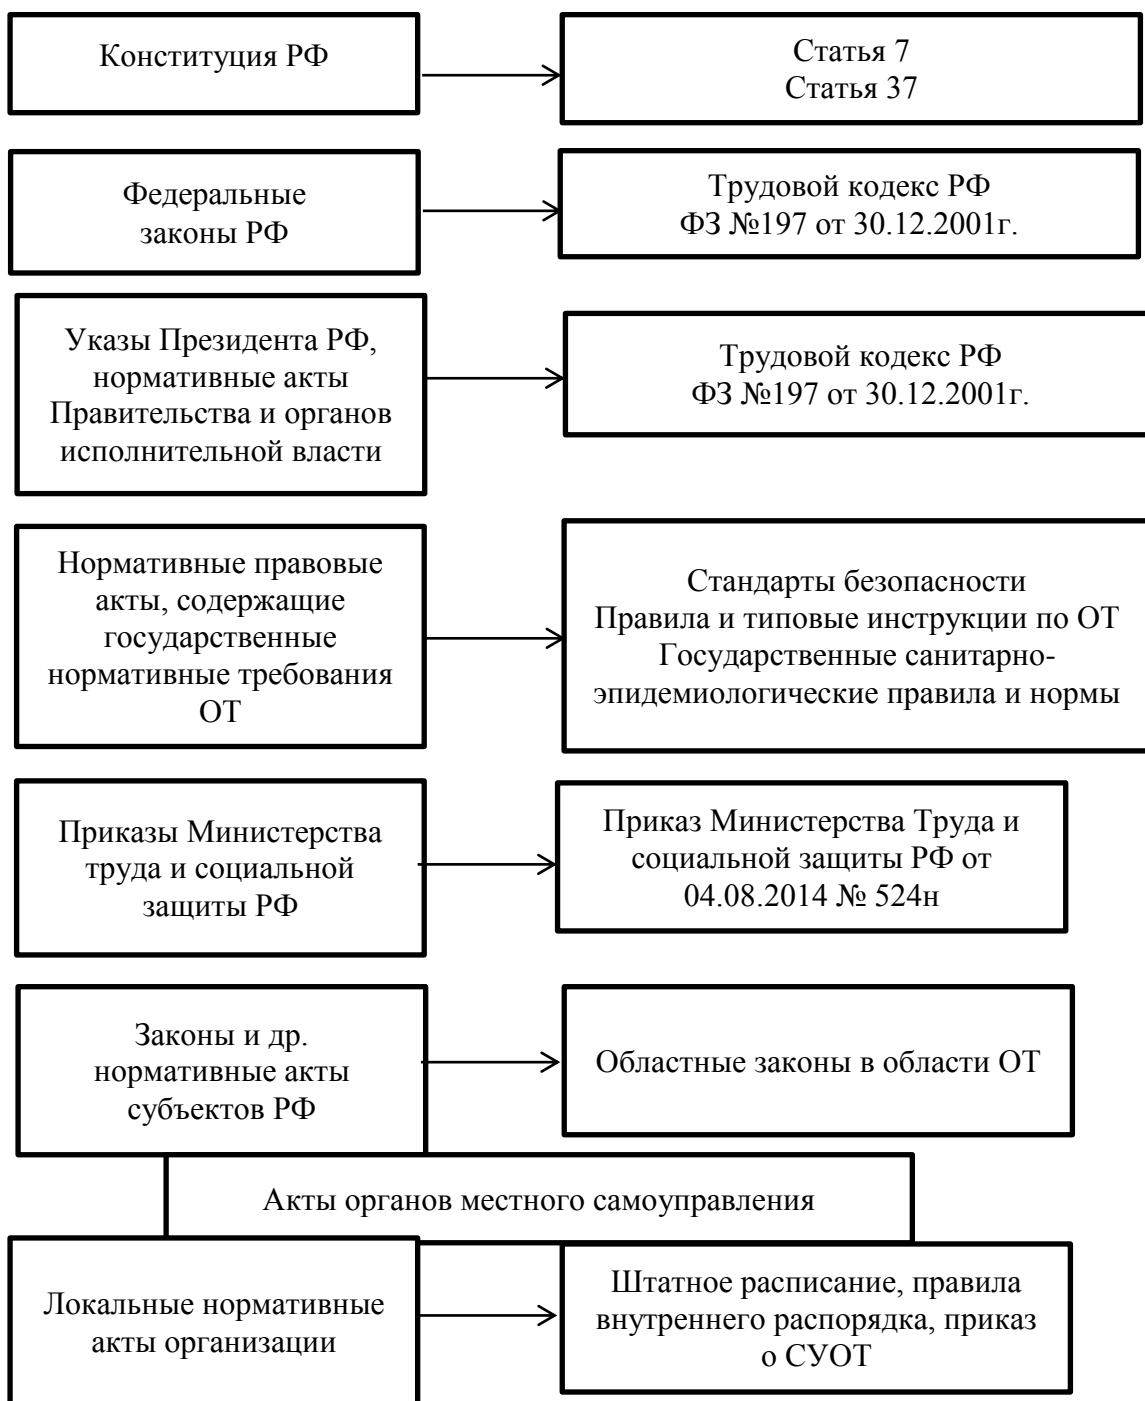 Конституция РФ
Статья 7
Статья 37
Федеральные
законы РФ
Трудовой кодекс РФ
ФЗ №197 от 30.12.2001г.
Указы Президента РФ,
нормативные акты
Правительства и органов
исполнительной власти
Трудовой кодекс РФ
ФЗ №197 от 30.12.2001г.
Нормативные правовые
акты, содержащие
государственные
нормативные требования
ОТ
Стандарты безопасности
Правила и типовые инструкции по ОТ
Государственные санитарно-
эпидемиологические правила и нормы
Приказы Министерства
труда и социальной
защиты РФ
Приказ Министерства Труда и
социальной защиты РФ от
04.08.2014 № 524н
Законы и др.
нормативные акты
субъектов РФ
Областные законы в области ОТ
Акты органов местного самоуправления
Локальные нормативные
акты организации
Штатное расписание, правила
внутреннего распорядка, приказ
о СУОТ